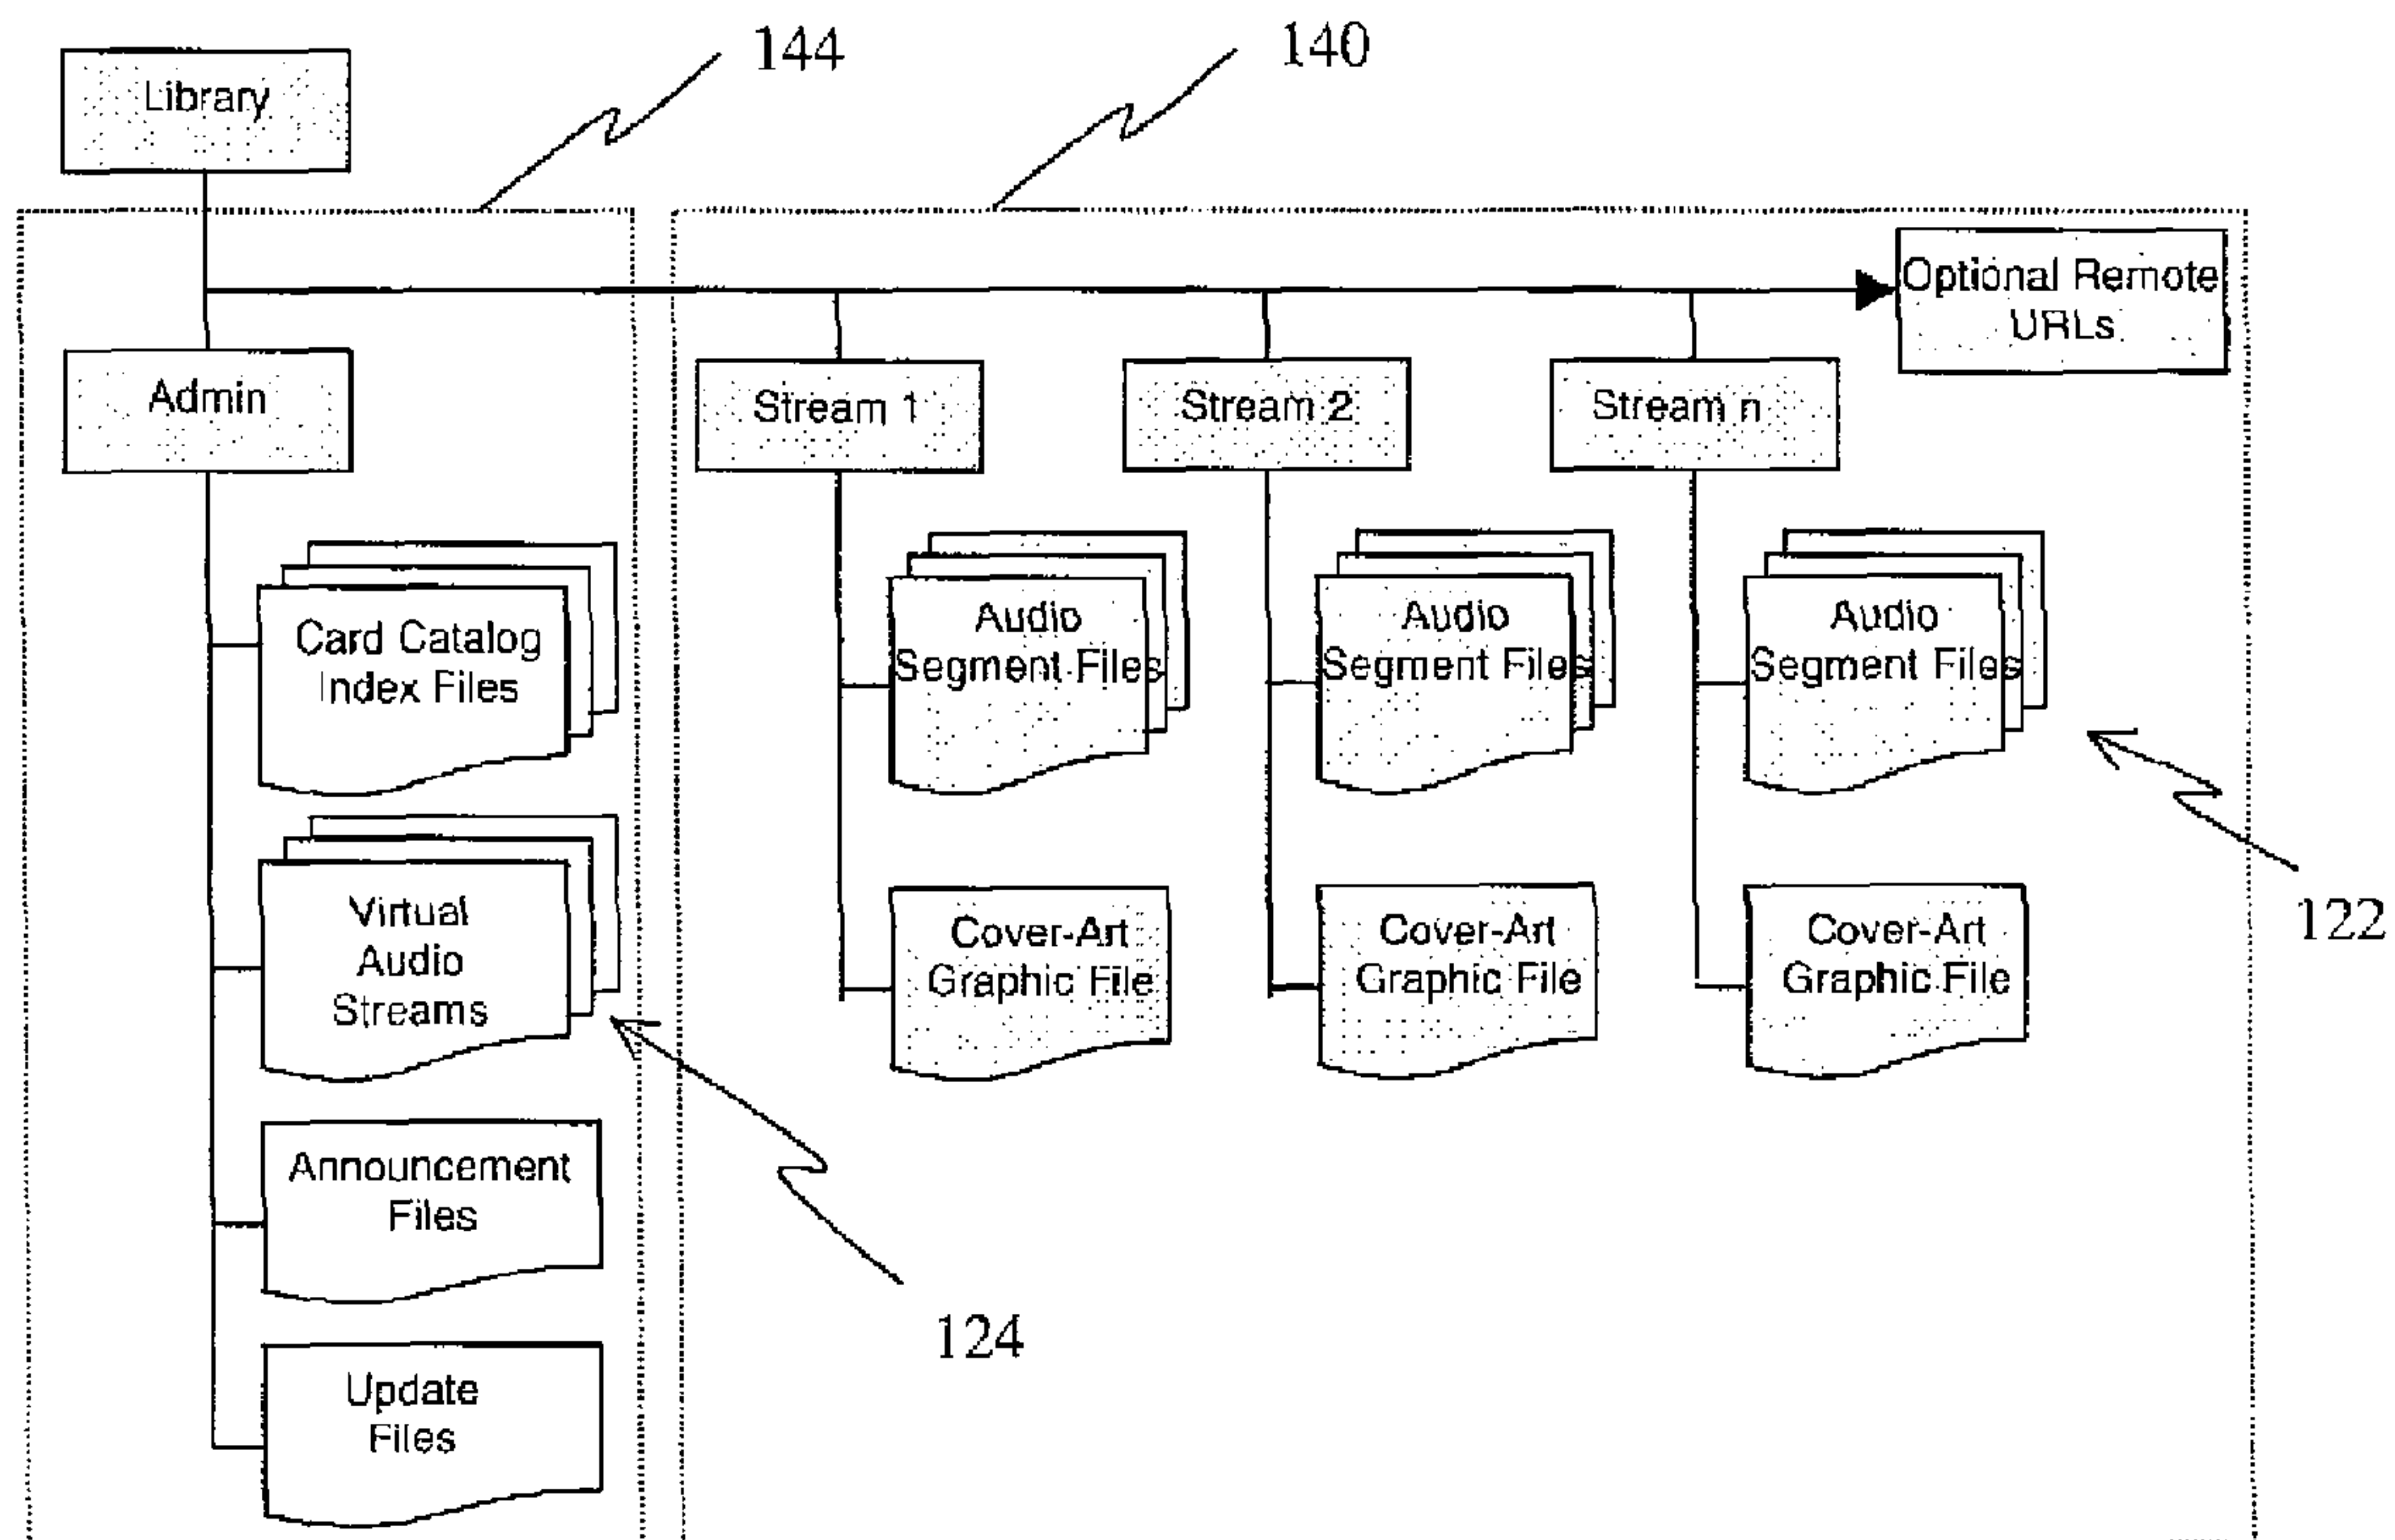 144
140
Library
Optional Remote
URLs
Admin
Stream 1
Stream 2
Stream n
Card Catalog
Index Files
Audio
Segment Files
Audio
Segment Files
Audio
Segment Files
122
Virtual
Audio
Streams
Cover-Art
Graphic File
Cover-Art
Graphic File
Cover-Art
Graphic File
Announcement
Files
124
Update
Files